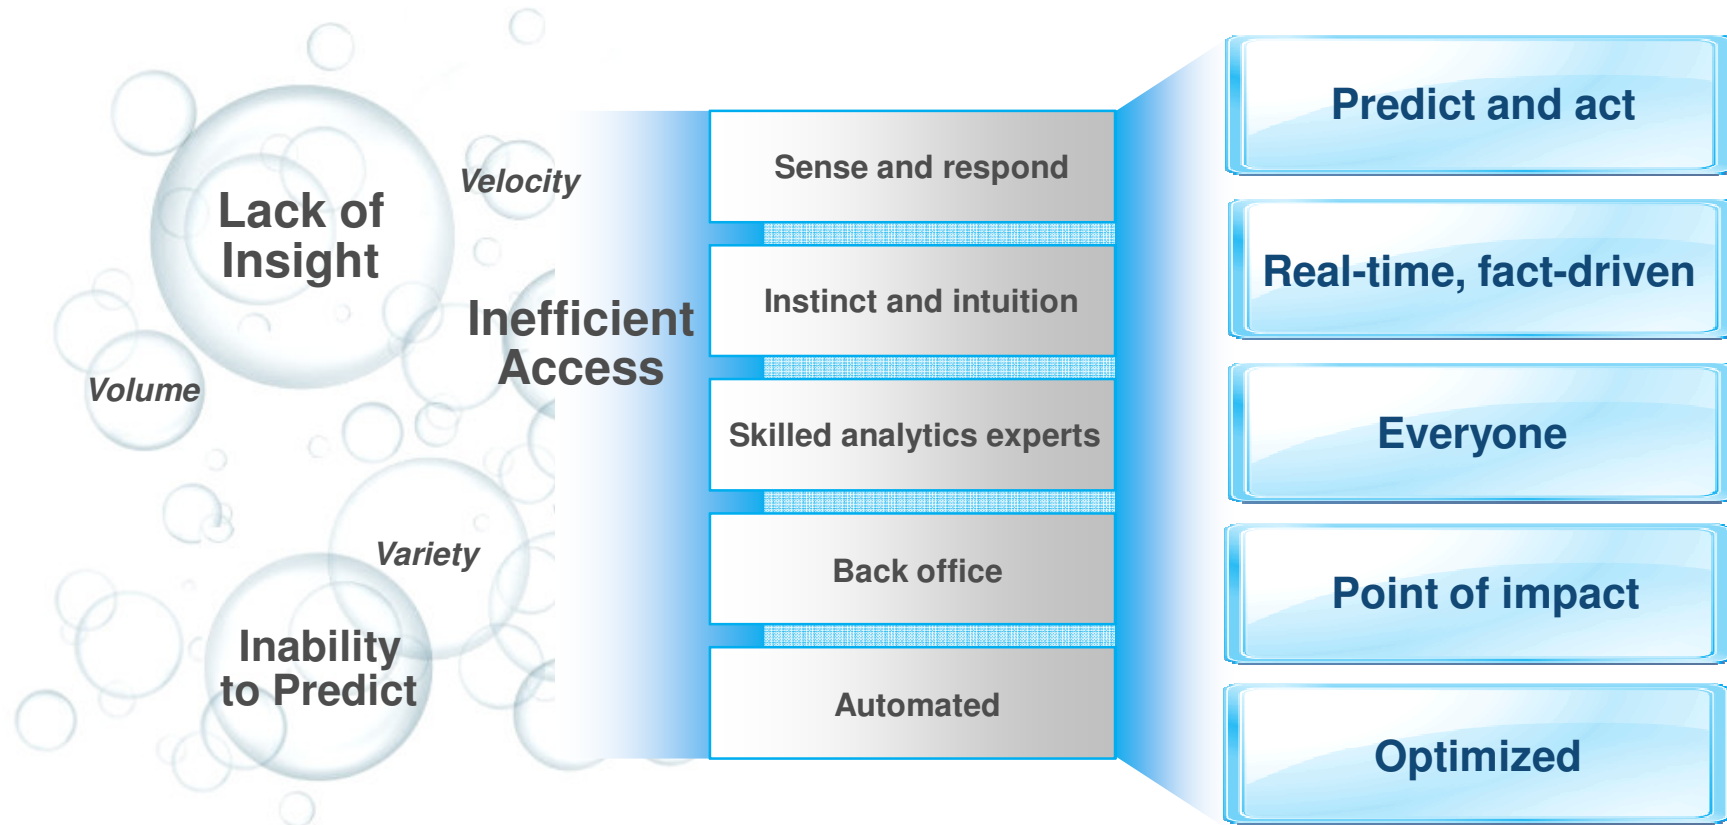 Lack of
Insight
Velocity
Inefficient
Access
Volume
Variety
Inability
to Predict
Sense and respond
Instinct and intuition
Skilled analytics experts
Back office
Automated
Predict and act
Real-time, fact-driven
Everyone
Point of impact
Optimized